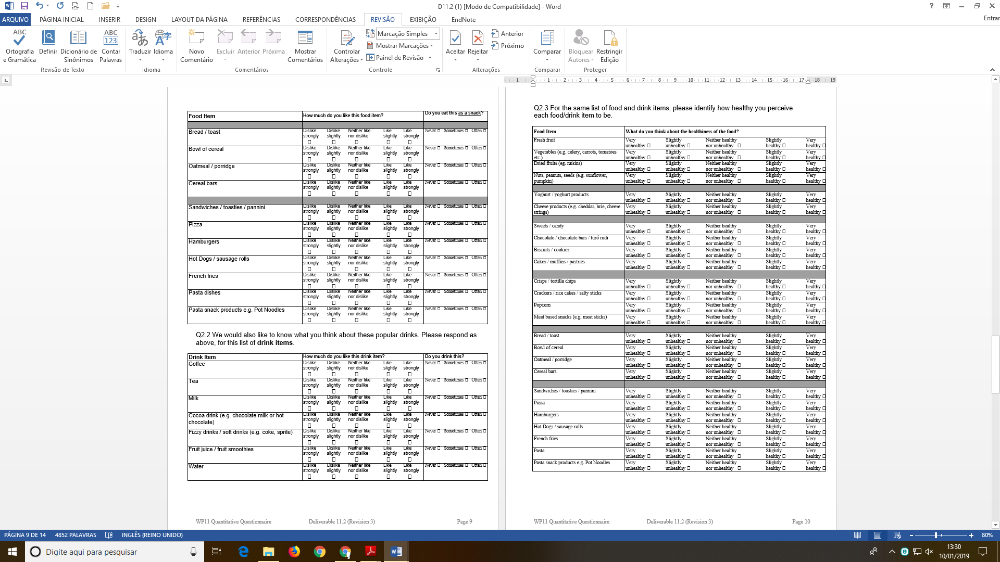 D11.2 (1) [Modo de Compatibilidade] - Word
ARQUIVO PÁGINA INICIAL INSERIR DESIGN LAYOUT DA PÁGINA REFERÊNCIAS CORRESPONDÊNCIAS REVISÃO EXIBIÇÃO EndNote Entrar
ABC Ortografia e Gramática
Definir
Dicionário de Sinônimos
ABC 123 Contar Palavras
Revisão de Texto
Traduzir
Idioma
Idioma
Novo Comentário
Excluir
Anterior
Próxima
Mostrar Comentários
Comentários
Controlar Alterações
Marcação Simples
Mostrar Marcações
Painel de Revisão
Controle
Aceitar
Rejeitar
Anterior
Próximo
Alterações
Comparar
Comparar
Bloquear Autores
Restringir Edição
Proteger
1 1 2 3 4 5 6 7 8 9 10 11 12 13 14 15 16 17 18 19
Food Item How much do you like this food item? Do you eat this as a snack?
Bread / toast Dislike strongly Dislike slightly Neither like nor dislike Like slightly Like strongly Never Sometimes Often
Bowl of cereal Dislike strongly Dislike slightly Neither like nor dislike Like slightly Like strongly Never Sometimes Often
Oatmeal / porridge Dislike strongly Dislike slightly Neither like nor dislike Like slightly Like strongly Never Sometimes Often
Cereal bars Dislike strongly Dislike slightly Neither like nor dislike Like slightly Like strongly Never Sometimes Often
Sandwiches / toasties / pannini Dislike strongly Dislike slightly Neither like nor dislike Like slightly Like strongly Never Sometimes Often
Pizza Dislike strongly Dislike slightly Neither like nor dislike Like slightly Like strongly Never Sometimes Often
Hamburgers Dislike strongly Dislike slightly Neither like nor dislike Like slightly Like strongly Never Sometimes Often
Hot Dogs / sausage rolls Dislike strongly Dislike slightly Neither like nor dislike Like slightly Like strongly Never Sometimes Often
French fries Dislike strongly Dislike slightly Neither like nor dislike Like slightly Like strongly Never Sometimes Often
Pasta dishes Dislike strongly Dislike slightly Neither like nor dislike Like slightly Like strongly Never Sometimes Often
Pasta snack products e.g. Pot Noodles Dislike strongly Dislike slightly Neither like nor dislike Like slightly Like strongly Never Sometimes Often
Q2.2 We would also like to know what you think about these popular drinks. Please respond as
above, for this list of drink items.
Drink Item How much do you like this drink item? Do you drink this?
Coffee Dislike strongly Dislike slightly Neither like nor dislike Like slightly Like strongly Never Sometimes Often
Tea Dislike strongly Dislike slightly Neither like nor dislike Like slightly Like strongly Never Sometimes Often
Milk Dislike strongly Dislike slightly Neither like nor dislike Like slightly Like strongly Never Sometimes Often
Cocoa drink (e.g. chocolate milk or hot chocolate) Dislike strongly Dislike slightly Neither like nor dislike Like slightly Like strongly Never Sometimes Often
Fizzy drinks / soft drinks (e.g. coke, sprite) Dislike strongly Dislike slightly Neither like nor dislike Like slightly Like strongly Never Sometimes Often
Fruit juice / fruit smoothies Dislike strongly Dislike slightly Neither like nor dislike Like slightly Like strongly Never Sometimes Often
Water Dislike strongly Dislike slightly Neither like nor dislike Like slightly Like strongly Never Sometimes Often
WP11 Quantitative Questionnaire Deliverable 11.2 (Revision 3) Page 9
Q2.3 For the same list of food and drink items, please identify how healthy you perceive
each food/drink item to be.
Food Item What do you think about the healthiness of the food?
Fresh fruit Very unhealthy Slightly unhealthy Neither healthy nor unhealthy Slightly healthy Very healthy
Vegetables (e.g. celery, carrots, tomatoes etc.) Very unhealthy Slightly unhealthy Neither healthy nor unhealthy Slightly healthy Very healthy
Dried fruits (eg. raisins) Very unhealthy Slightly unhealthy Neither healthy nor unhealthy Slightly healthy Very healthy
Nuts, peanuts, seeds (e.g. sunflower, pumpkin) Very unhealthy Slightly unhealthy Neither healthy nor unhealthy Slightly healthy Very healthy
Yoghurt / yoghurt products Very unhealthy Slightly unhealthy Neither healthy nor unhealthy Slightly healthy Very healthy
Cheese products (e.g. cheddar, brie, cheese strings) Very unhealthy Slightly unhealthy Neither healthy nor unhealthy Slightly healthy Very healthy
Sweets / candy Very unhealthy Slightly unhealthy Neither healthy nor unhealthy Slightly healthy Very healthy
Chocolate / chocolate bars / turó rudi Very unhealthy Slightly unhealthy Neither healthy nor unhealthy Slightly healthy Very healthy
Biscuits / cookies Very unhealthy Slightly unhealthy Neither healthy nor unhealthy Slightly healthy Very healthy
Cakes / muffins / pastries Very unhealthy Slightly unhealthy Neither healthy nor unhealthy Slightly healthy Very healthy
Crisps / tortilla chips Very unhealthy Slightly unhealthy Neither healthy nor unhealthy Slightly healthy Very healthy
Crackers / rice cakes / salty sticks Very unhealthy Slightly unhealthy Neither healthy nor unhealthy Slightly healthy Very healthy
Popcorn Very unhealthy Slightly unhealthy Neither healthy nor unhealthy Slightly healthy Very healthy
Meat based snacks (e.g. meat sticks) Very unhealthy Slightly unhealthy Neither healthy nor unhealthy Slightly healthy Very healthy
Bread / toast Very unhealthy Slightly unhealthy Neither healthy nor unhealthy Slightly healthy Very healthy
Bowl of cereal Very unhealthy Slightly unhealthy Neither healthy nor unhealthy Slightly healthy Very healthy
Oatmeal / porridge Very unhealthy Slightly unhealthy Neither healthy nor unhealthy Slightly healthy Very healthy
Cereal bars Very unhealthy Slightly unhealthy Neither healthy nor unhealthy Slightly healthy Very healthy
Sandwiches / toasties / pannini Very unhealthy Slightly unhealthy Neither healthy nor unhealthy Slightly healthy Very healthy
Pizza Very unhealthy Slightly unhealthy Neither healthy nor unhealthy Slightly healthy Very healthy
Hamburgers Very unhealthy Slightly unhealthy Neither healthy nor unhealthy Slightly healthy Very healthy
Hot Dogs / sausage rolls Very unhealthy Slightly unhealthy Neither healthy nor unhealthy Slightly healthy Very healthy
French fries Very unhealthy Slightly unhealthy Neither healthy nor unhealthy Slightly healthy Very healthy
Pasta Very unhealthy Slightly unhealthy Neither healthy nor unhealthy Slightly healthy Very healthy
Pasta snack products e.g. Pot Noodles Very unhealthy Slightly unhealthy Neither healthy nor unhealthy Slightly healthy Very healthy
WP11 Quantitative Questionnaire Deliverable 11.2 (Revision 3) Page 10
PÁGINA 9 DE 14 4852 PALAVRAS INGLÊS (REINO UNIDO) 80%
Digite aqui para pesquisar
13:30
10/01/2019